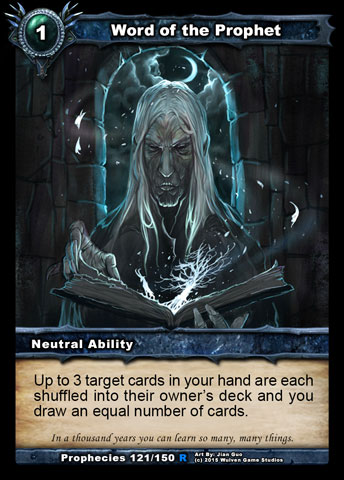 1
Word of the Prophet
Neutral Ability
Up to 3 target cards in your hand are each
shuffled into their owner's deck and you
draw an equal number of cards.
In a thousand years you can learn so many, many things.
Prophecies 121/150 R
Art By: Jian Guo
(c) 2015 Wulven Game Studios